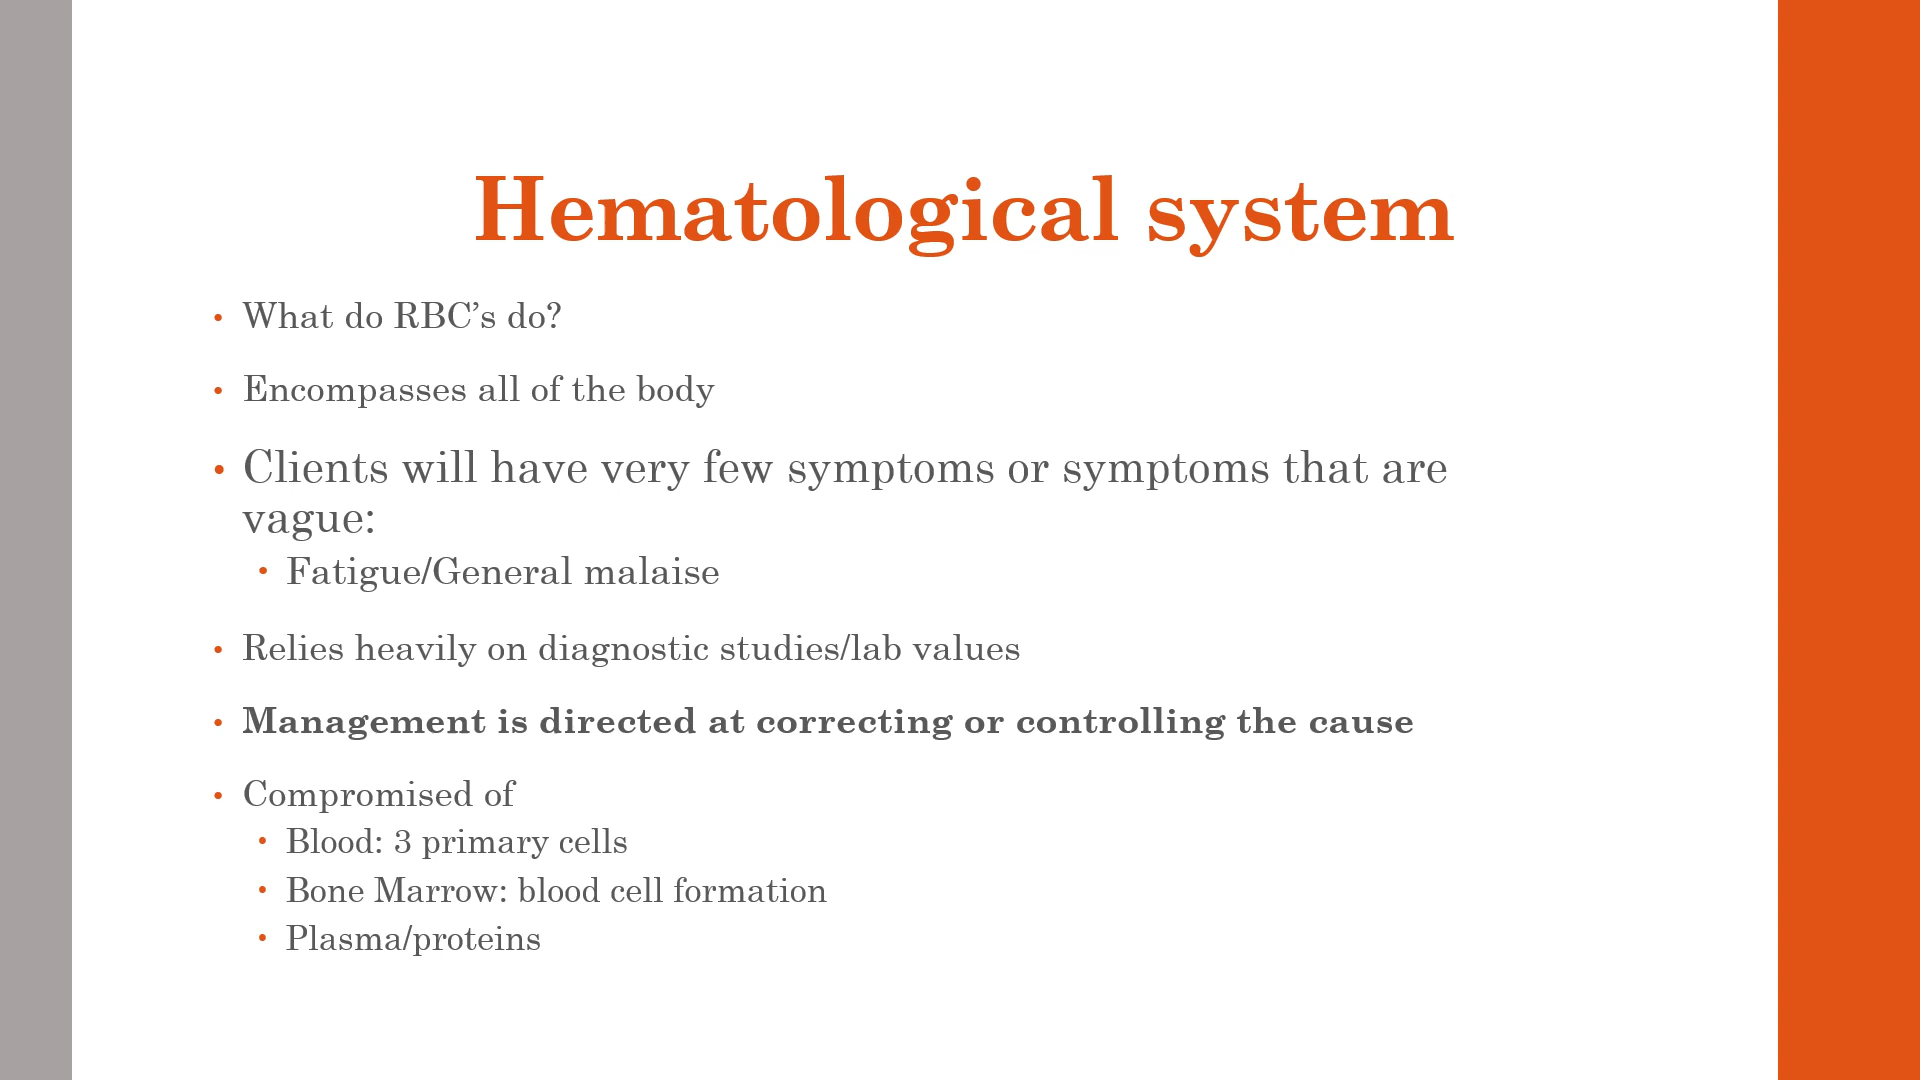 Hematological system
• What do RBC’s do?
• Encompasses all of the body
• Clients will have very few symptoms or symptoms that are
vague:
• Fatigue/General malaise
• Relies heavily on diagnostic studies/lab values
• Management is directed at correcting or controlling the cause
• Compromised of
• Blood: 3 primary cells
• Bone Marrow: blood cell formation
• Plasma/proteins